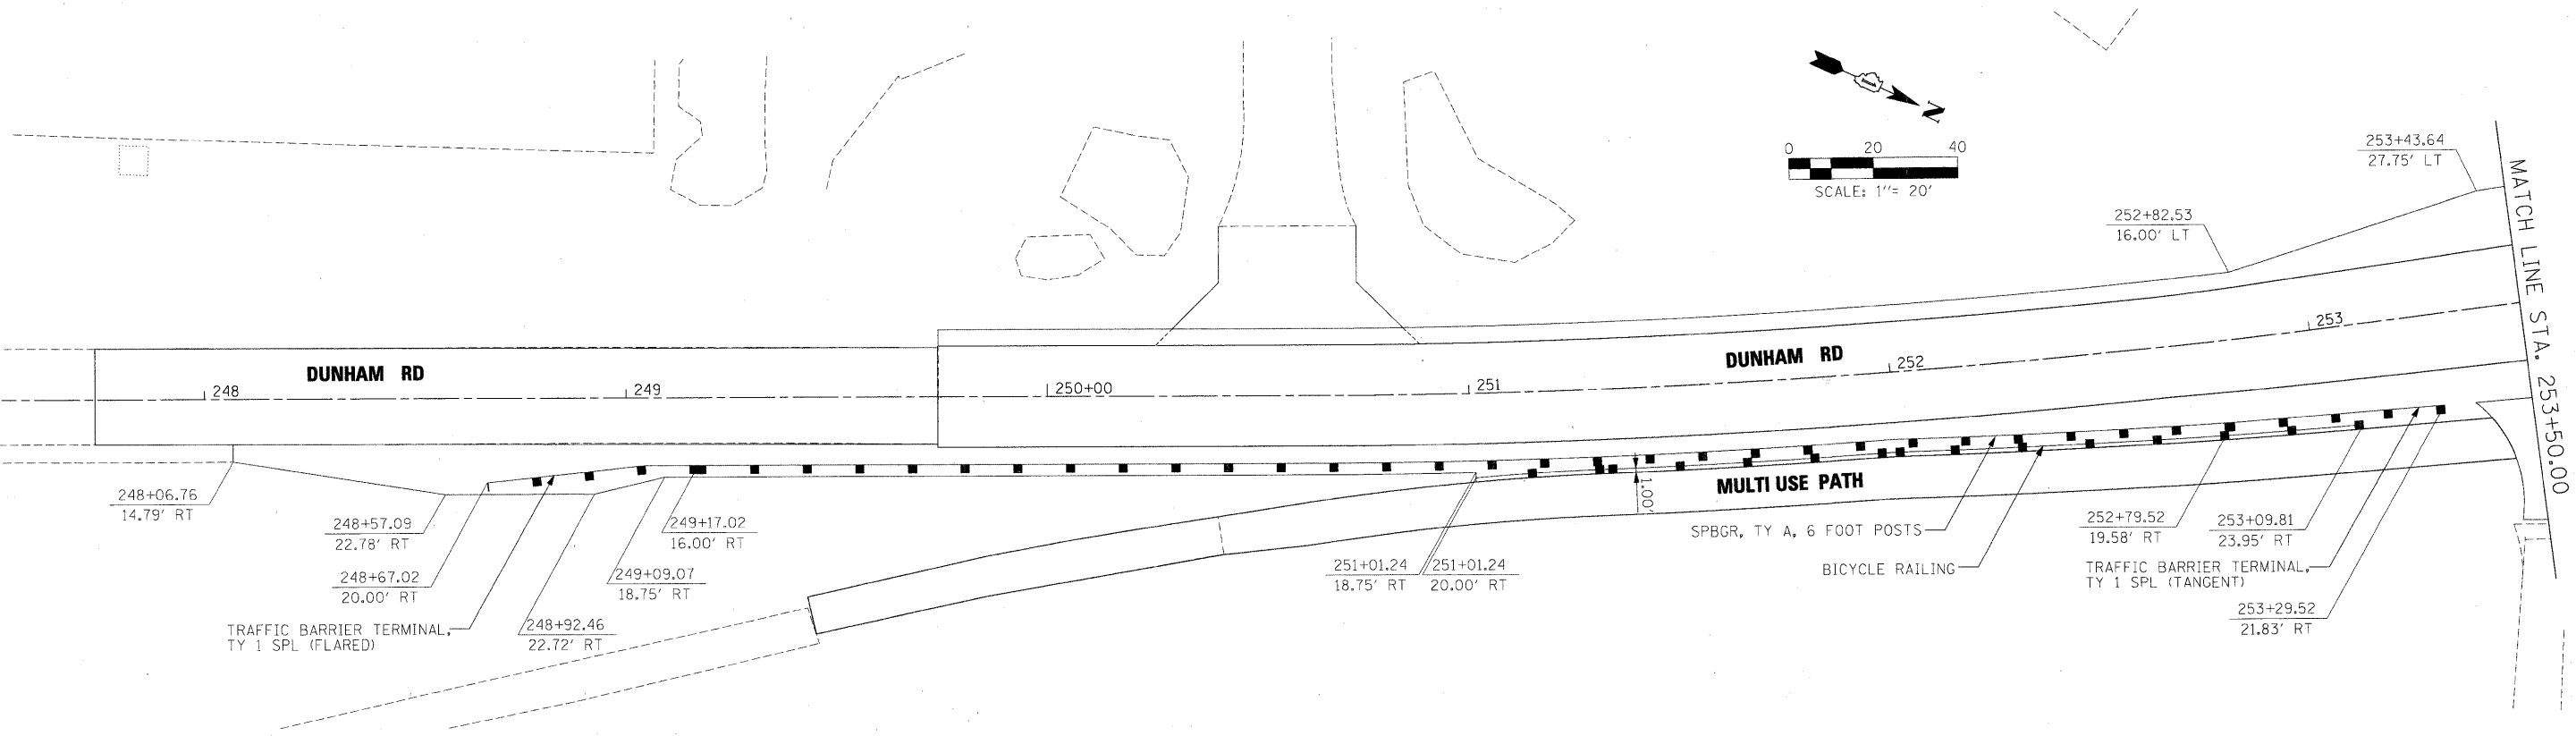 N
0 20 40
SCALE: 1"= 20'
253+43.64
27.75' LT
252+82.53
16.00' LT
MATCH LINE STA. 253+50.00
DUNHAM RD
DUNHAM RD
248
249
250+00
251
252
253
248+06.76
14.79' RT
248+57.09
22.78' RT
248+67.02
20.00' RT
TRAFFIC BARRIER TERMINAL,
TY 1 SPL (FLARED)
248+92.46
22.72' RT
249+09.07
18.75' RT
249+17.02
16.00' RT
251+01.24
18.75' RT
251+01.24
20.00' RT
1.00'
MULTI USE PATH
SPBGR, TY A, 6 FOOT POSTS
BICYCLE RAILING
252+79.52
19.58' RT
253+09.81
23.95' RT
TRAFFIC BARRIER TERMINAL,
TY 1 SPL (TANGENT)
253+29.52
21.83' RT